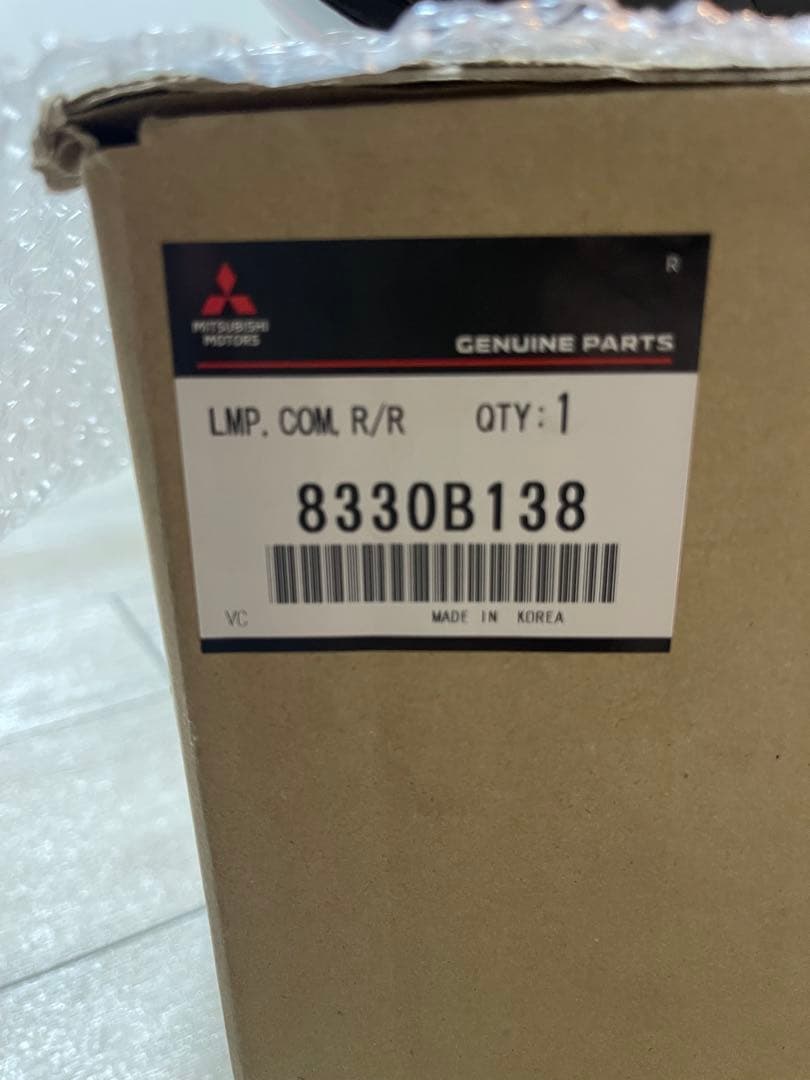 R
MITSUBISHI
MOTORS
GENUINE PARTS
LMP. COM. R/R QTY:1
8330B138
VC MADE IN KOREA